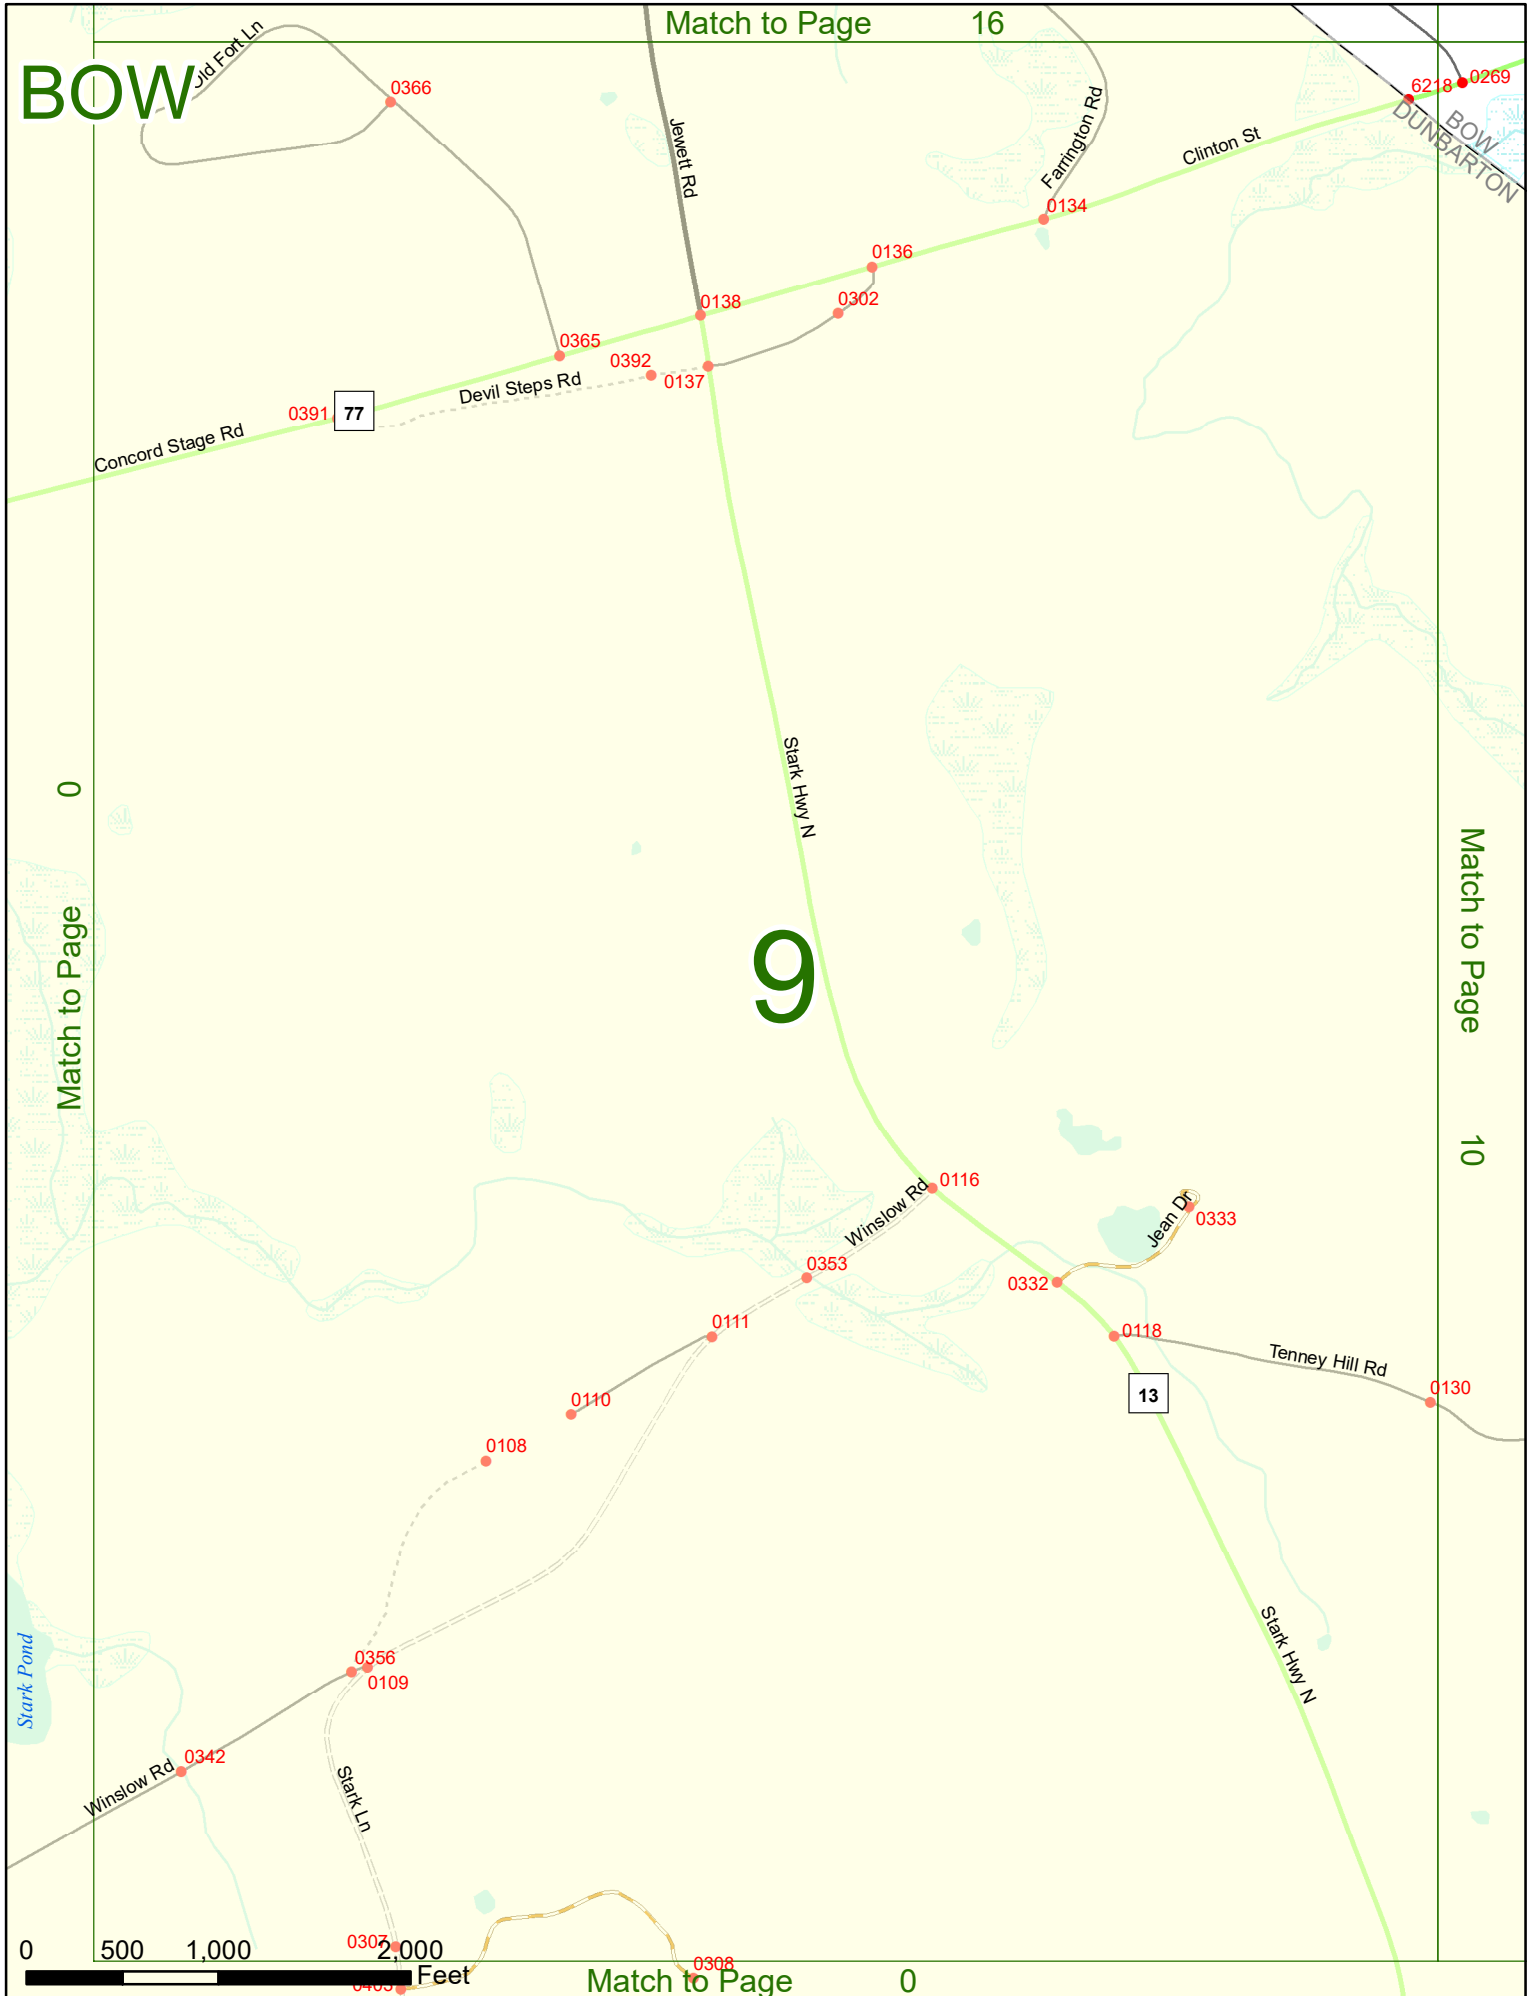 Match to Page 16
BOW
Old Fort Ln
0366
Jewett Rd
Farrington Rd
Clinton St
6218
0269
BOW
DUNBARTON
0134
0136
0138
0302
0365
0392
0137
Devil Steps Rd
0391
77
Concord Stage Rd
Stark Hwy N
Match to Page 0
Match to Page 10
9
0116
Winslow Rd
Jean Dr
0333
0353
0332
0111
0118
Tenney Hill Rd
0130
13
0110
0108
Stark Hwy N
Stark Pond
0356
0109
0342
Winslow Rd
Stark Ln
0307
0308
0 500 1,000 2,000
Feet
Match to Page 0